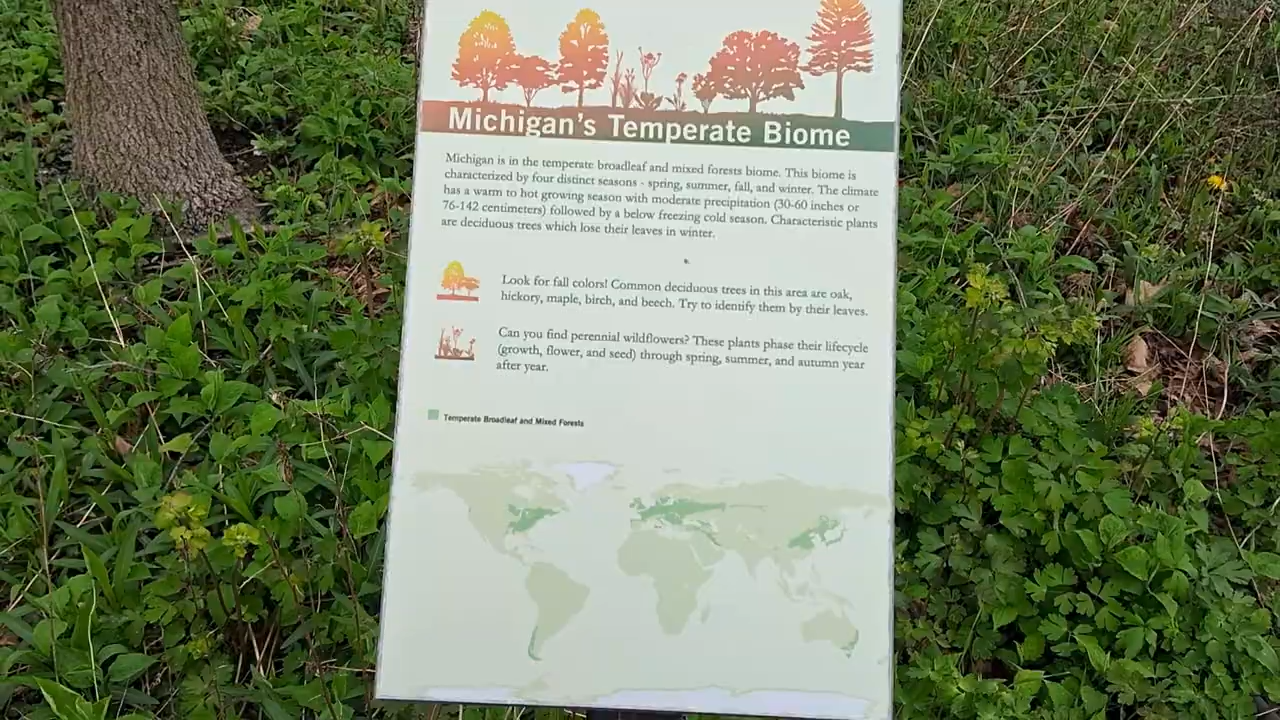 Michigan's Temperate Biome
Michigan is in the temperate broadleaf and mixed forests biome. This biome is
characterized by four distinct seasons - spring, summer, fall, and winter. The climate
has a warm to hot growing season with moderate precipitation (30-60 inches or
76-142 centimeters) followed by a below freezing cold season. Characteristic plants
are deciduous trees which lose their leaves in winter.
Look for fall colors! Common deciduous trees in this area are oak,
hickory, maple, birch, and beech. Try to identify them by their leaves.
Can you find perennial wildflowers? These plants phase their lifecycle
(growth, flower, and seed) through spring, summer, and autumn year
after year.
Temperate Broadleaf and Mixed Forests